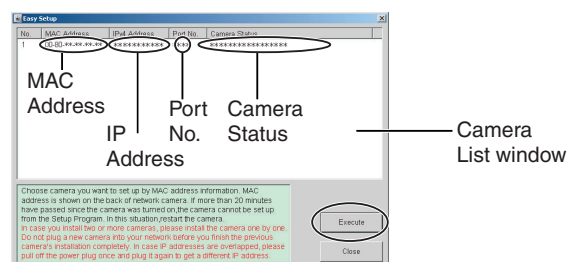 Easy Setup
No. MAC Address IPv4 Address Port No. Camera Status
1 00-80-**-**-**-** *********** *** ****************
MAC
Address
IP
Address
Port
No.
Camera
Status
Camera
List window
Choose camera you want to set up by MAC address information. MAC
address is shown on the back of network camera. If more than 20 minutes
have passed since the camera was turned on,the camera cannot be set up
from the Setup Program. In this situation,restart the camera.
In case you install two or more cameras, please install the camera one by one.
Do not plug a new camera into your network before you finish the previous
camera's installation completely. In case IP addresses are overlapped, please
pull off the power plug once and plug it again to get a different IP address.
Execute
Close